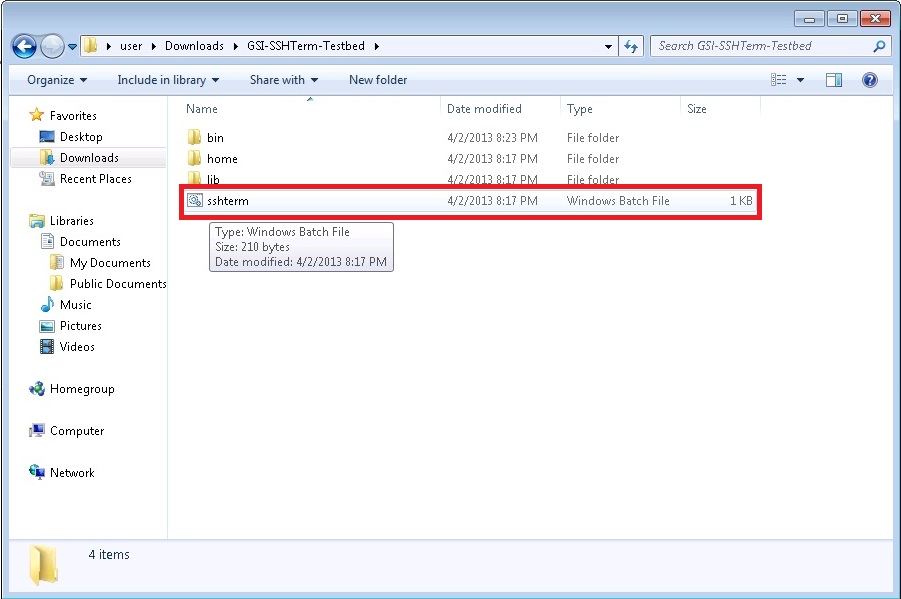 user Downloads GSI-SSHTerm-Testbed Search GSI-SSHTerm-Testbed
Organize Include in library Share with New folder
Favorites
Desktop
Downloads
Recent Places
Libraries
Documents
My Documents
Public Documents
Music
Pictures
Videos
Homegroup
Computer
Network
Name Date modified Type Size
bin 4/2/2013 8:23 PM File folder
home 4/2/2013 8:17 PM File folder
lib 4/2/2013 8:17 PM File folder
sshterm 4/2/2013 8:17 PM Windows Batch File 1 KB
Type: Windows Batch File
Size: 210 bytes
Date modified: 4/2/2013 8:17 PM
4 items